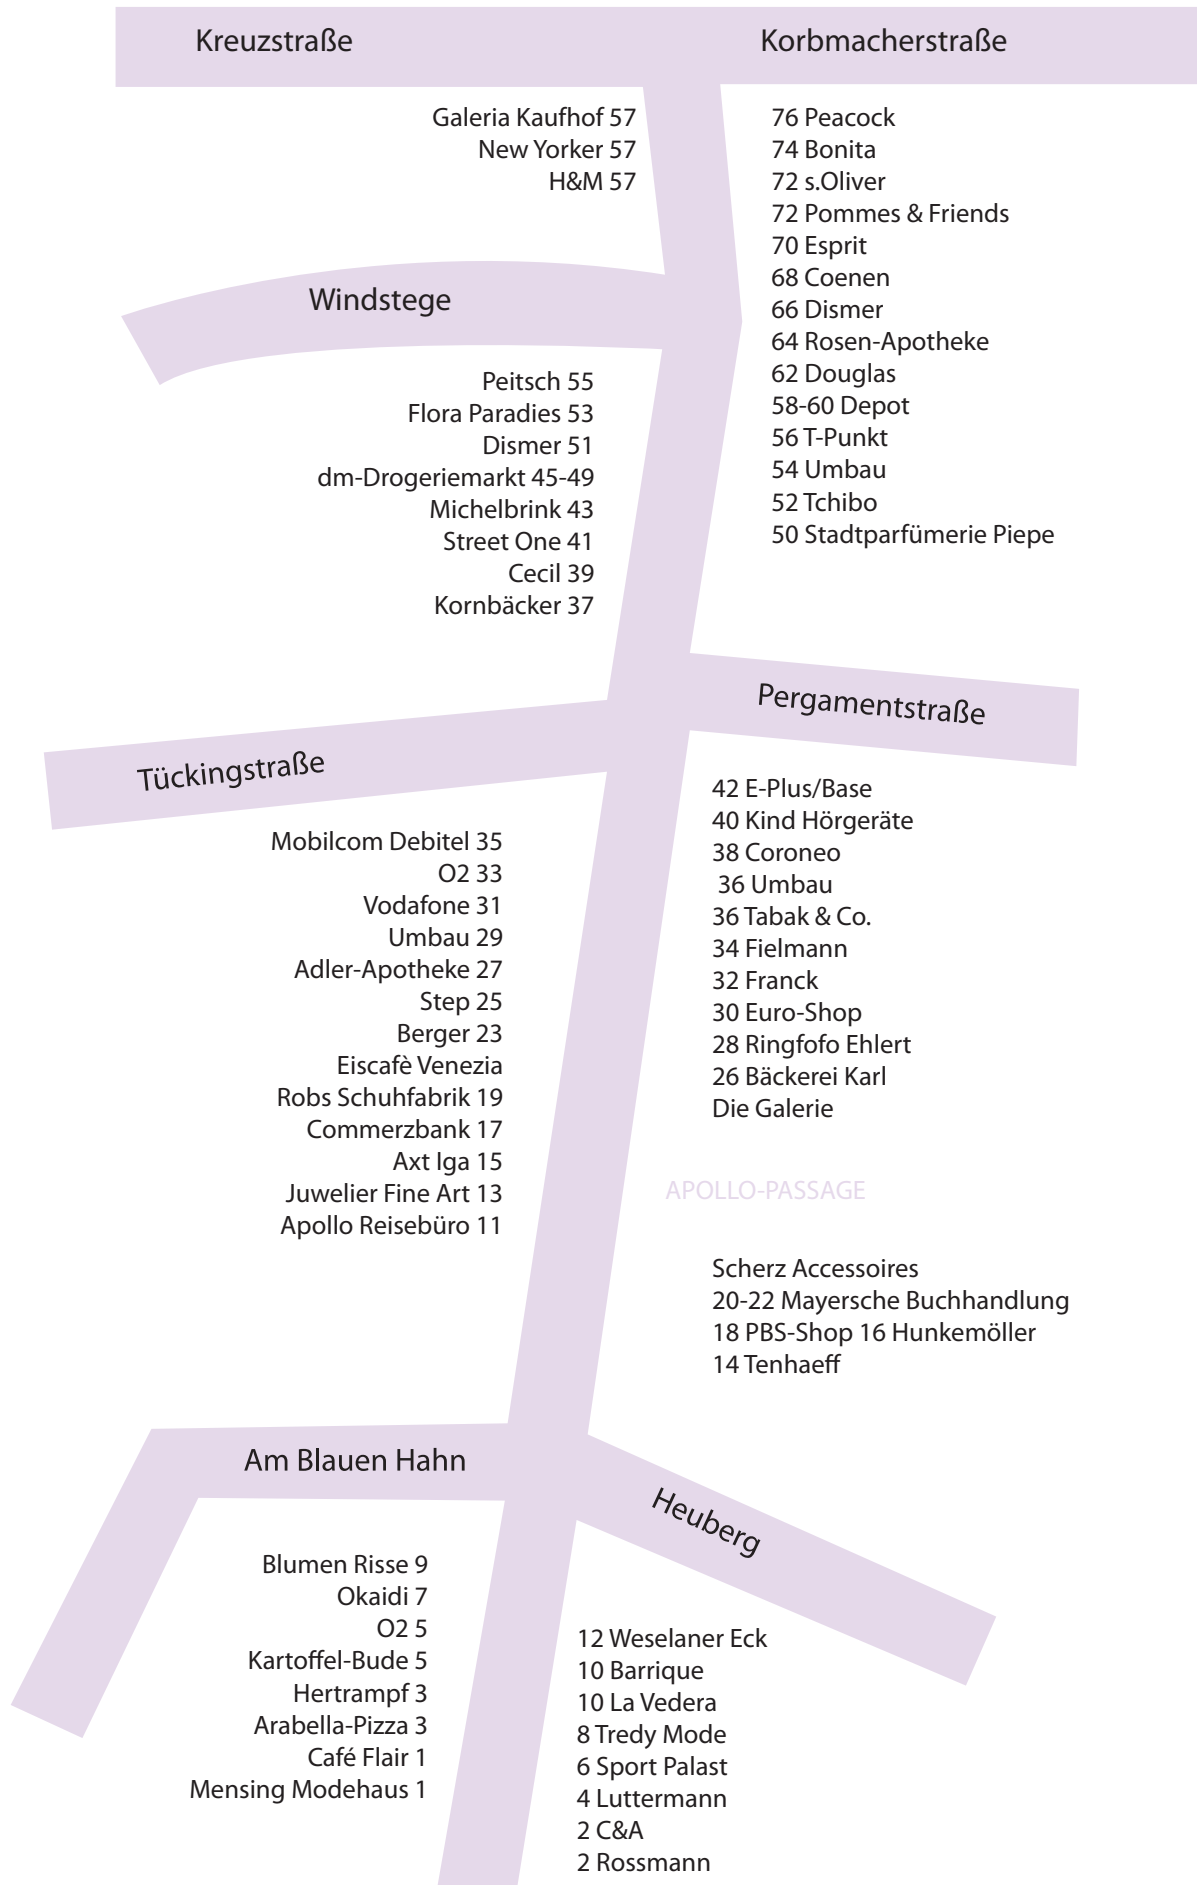 Kreuzstraße
Korbmacherstraße
Galeria Kaufhof 57
New Yorker 57
H&M 57
76 Peacock
74 Bonita
72 s.Oliver
72 Pommes & Friends
70 Esprit
68 Coenen
66 Dismer
64 Rosen-Apotheke
62 Douglas
58-60 Depot
56 T-Punkt
54 Umbau
52 Tchibo
50 Stadtparfümerie Piepe
Windstege
Peitsch 55
Flora Paradies 53
Dismer 51
dm-Drogeriemarkt 45-49
Michelbrink 43
Street One 41
Cecil 39
Kornbäcker 37
Pergamentstraße
Tückingstraße
Mobilcom Debitel 35
O2 33
Vodafone 31
Umbau 29
Adler-Apotheke 27
Step 25
Berger 23
Eiscafè Venezia
Robs Schuhfabrik 19
Commerzbank 17
Axt Iga 15
Juwelier Fine Art 13
Apollo Reisebüro 11
42 E-Plus/Base
40 Kind Hörgeräte
38 Coroneo
36 Umbau
36 Tabak & Co.
34 Fielmann
32 Franck
30 Euro-Shop
28 Ringfofo Ehlert
26 Bäckerei Karl
Die Galerie
APOLLO-PASSAGE
Scherz Accessoires
20-22 Mayersche Buchhandlung
18 PBS-Shop 16 Hunkemöller
14 Tenhaeff
Am Blauen Hahn
Heuberg
Blumen Risse 9
Okaidi 7
O2 5
Kartoffel-Bude 5
Hertrampf 3
Arabella-Pizza 3
Café Flair 1
Mensing Modehaus 1
12 Weselaner Eck
10 Barrique
10 La Vedera
8 Tredy Mode
6 Sport Palast
4 Luttermann
2 C&A
2 Rossmann